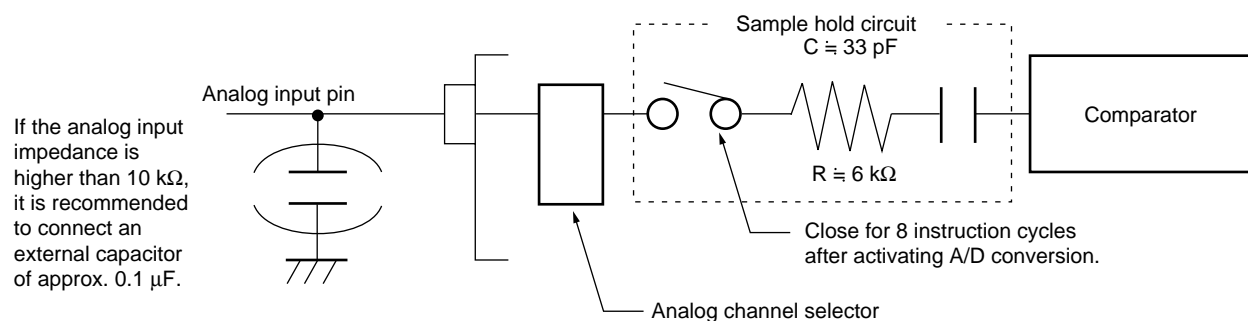 Sample hold circuit
C ≒ 33 pF
Analog input pin
Comparator
If the analog input
impedance is
higher than 10 kΩ,
it is recommended
to connect an
external capacitor
of approx. 0.1 μF.
R ≒ 6 kΩ
Close for 8 instruction cycles
after activating A/D conversion.
Analog channel selector